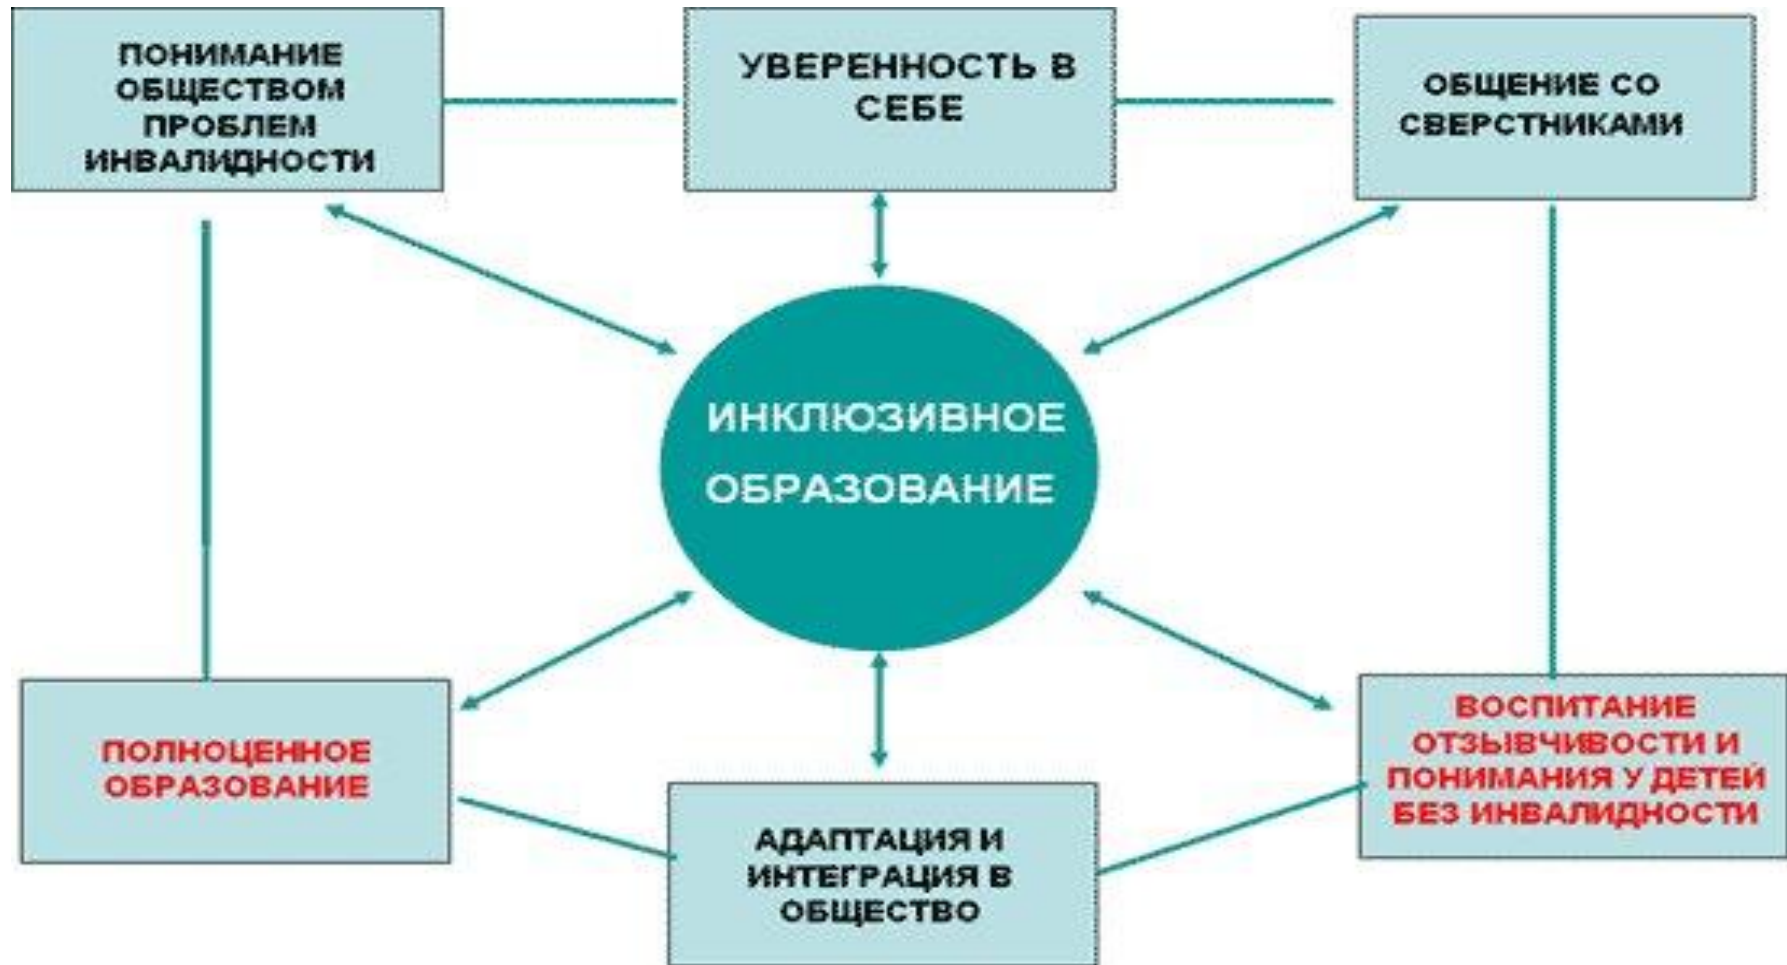 ПОНИМАНИЕ
ОБЩЕСТВОМ
ПРОБЛЕМ
ИНВАЛИДНОСТИ
УВЕРЕННОСТЬ В
СЕБЕ
ОБЩЕНИЕ СО
СВЕРСТНИКАМИ
ИНКЛЮЗИВНОЕ
ОБРАЗОВАНИЕ
ПОЛНОЦЕННОЕ
ОБРАЗОВАНИЕ
АДАПТАЦИЯ И
ИНТЕГРАЦИЯ В
ОБЩЕСТВО
ВОСПИТАНИЕ
ОТЗЫВЧИВОСТИ И
ПОНИМАНИЯ У ДЕТЕЙ
БЕЗ ИНВАЛИДНОСТИ